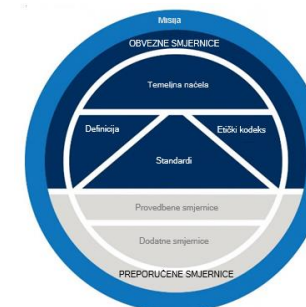 Misija
OBVEZNE SMJERNICE
Temeljna načela
Definicija
Etički kodeks
Standardi
Provedbene smjernice
Dodatne smjernice
PREPORUČENE SMJERNICE